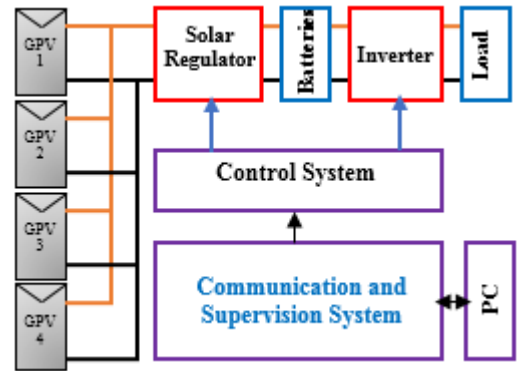 GPV
1
GPV
2
GPV
3
GPV
4
Solar
Regulator
Batteries
Inverter
Load
Control System
Communication and
Supervision System
PC